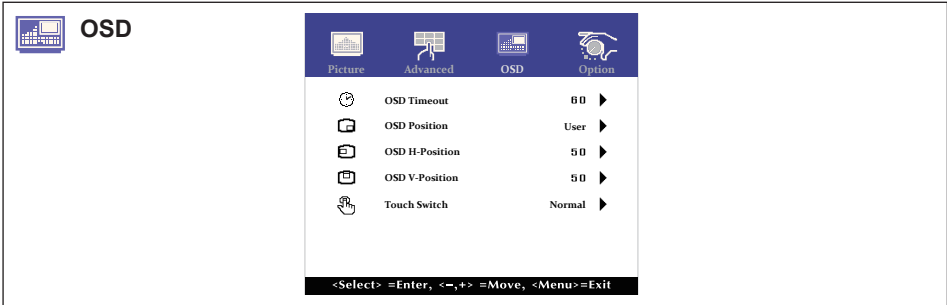 OSD
Picture Advanced OSD Option
OSD Timeout 60
OSD Position User
OSD H-Position 50
OSD V-Position 50
Touch Switch Normal
<Select> =Enter, <−,+> =Move, <Menu>=Exit